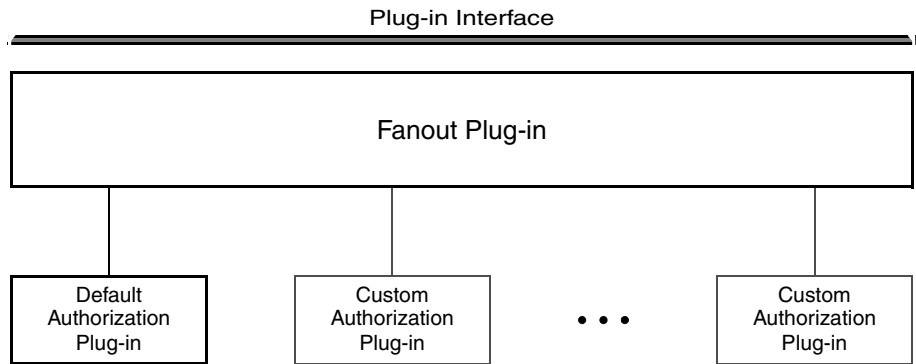 Plug-in Interface
Fanout Plug-in
Default
Authorization
Plug-in
Custom
Authorization
Plug-in
• • •
Custom
Authorization
Plug-in